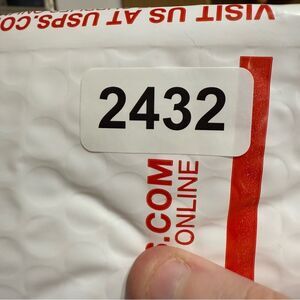 VISIT US AT USPS.CO
2432
S.COM
ONLINE